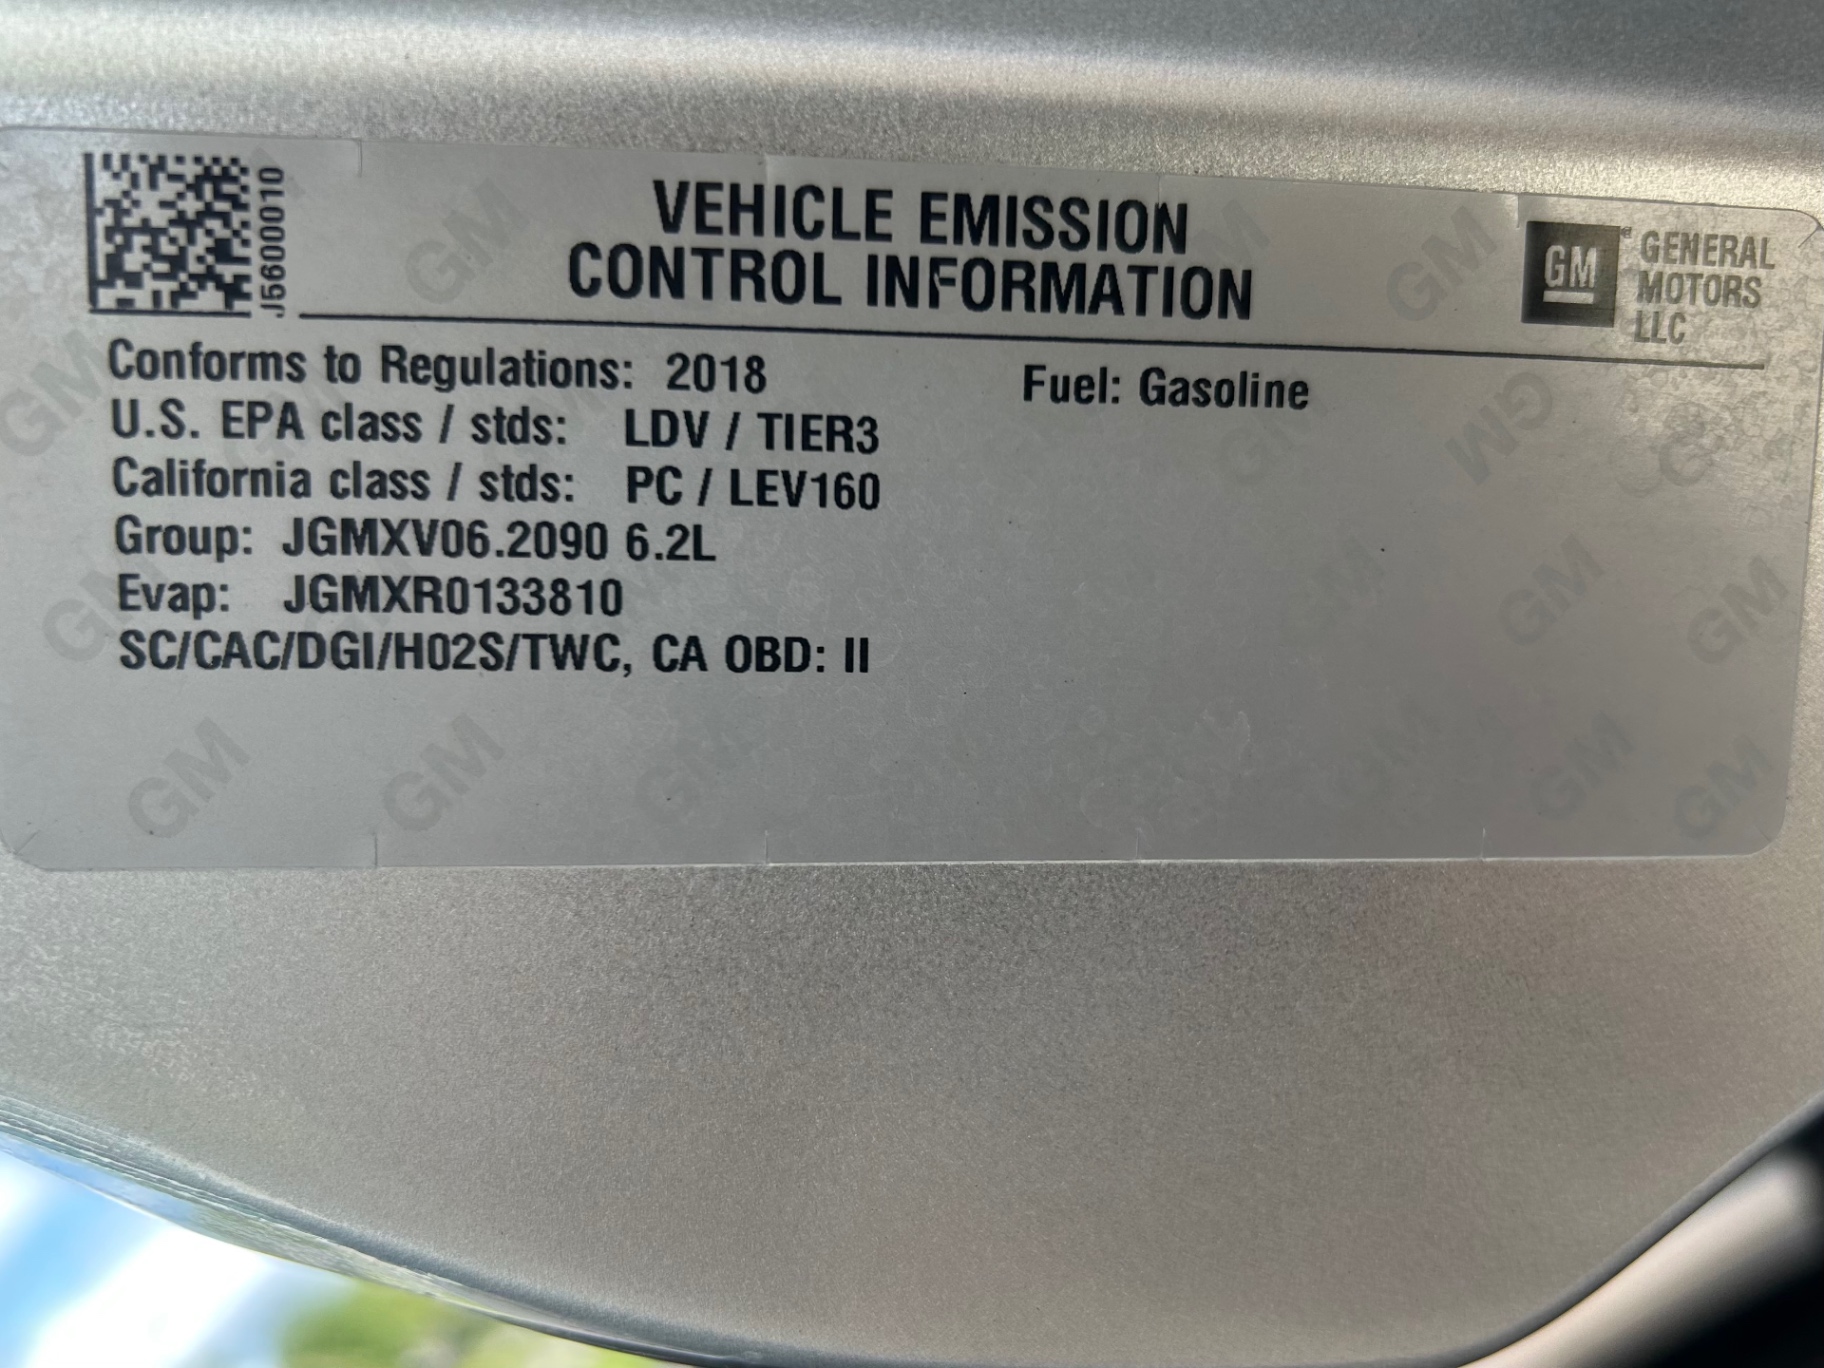 J5600010
VEHICLE EMISSION
CONTROL INFORMATION
GM
GENERAL
MOTORS
LLC
Conforms to Regulations: 2018 Fuel: Gasoline
U.S. EPA class / stds: LDV / TIER3
California class / stds: PC / LEV160
Group: JGMXV06.2090 6.2L
Evap: JGMXR0133810
SC/CAC/DGI/HO2S/TWC, CA OBD: II